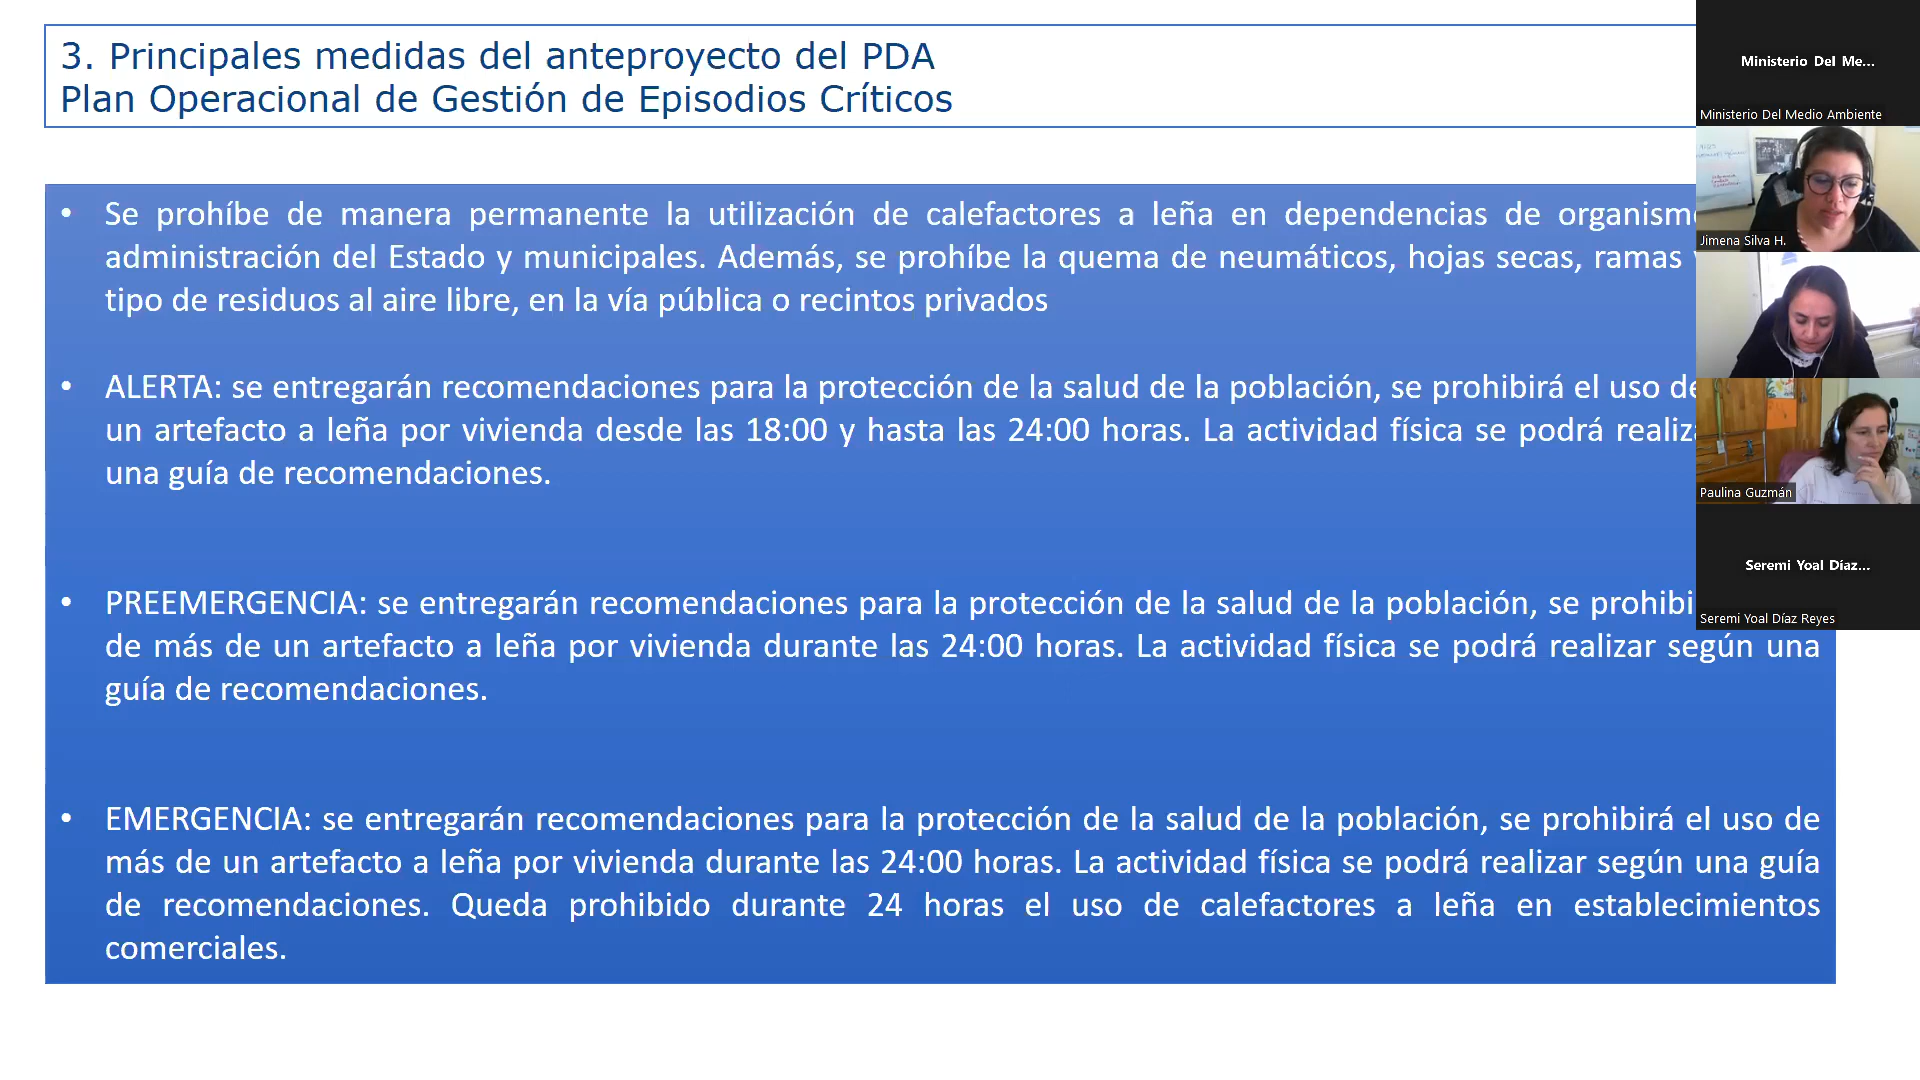 3. Principales medidas del anteproyecto del PDA
Plan Operacional de Gestión de Episodios Críticos
• Se prohíbe de manera permanente la utilización de calefactores a leña en dependencias de
administración del Estado y municipales. Además, se prohíbe la quema de neumáticos, hojas secas, ramas
tipo de residuos al aire libre, en la vía pública o recintos privados
• ALERTA: se entregarán recomendaciones para la protección de la salud de la población, se prohibirá el uso
un artefacto a leña por vivienda desde las 18:00 y hasta las 24:00 horas. La actividad física se podrá
una guía de recomendaciones.
• PREEMERGENCIA: se entregarán recomendaciones para la protección de la salud de la población, se
de más de un artefacto a leña por vivienda durante las 24:00 horas. La actividad física se podrá realizar según una
guía de recomendaciones.
• EMERGENCIA: se entregarán recomendaciones para la protección de la salud de la población, se prohibirá el uso de
más de un artefacto a leña por vivienda durante las 24:00 horas. La actividad física se podrá realizar según una guía
de recomendaciones. Queda prohibido durante 24 horas el uso de calefactores a leña en establecimientos
comerciales.
Ministerio Del Me...
Ministerio Del Medio Ambiente
Jimena Silva H.
Paulina Guzmán
Seremi Yoal Díaz...
Seremi Yoal Díaz Reyes